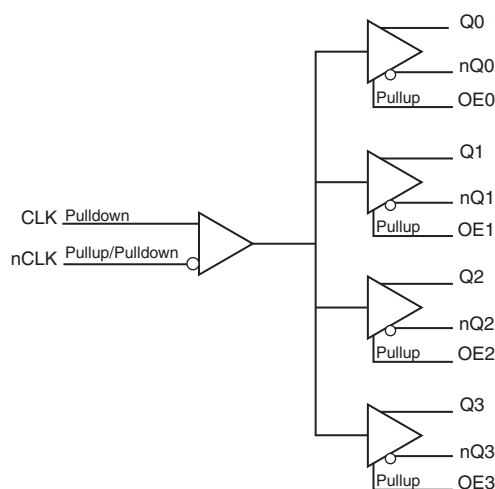 Q0
nQ0
Pullup OE0
Q1
nQ1
Pullup OE1
CLK Pulldown
nCLK Pullup/Pulldown
Q2
nQ2
Pullup OE2
Q3
nQ3
Pullup OE3